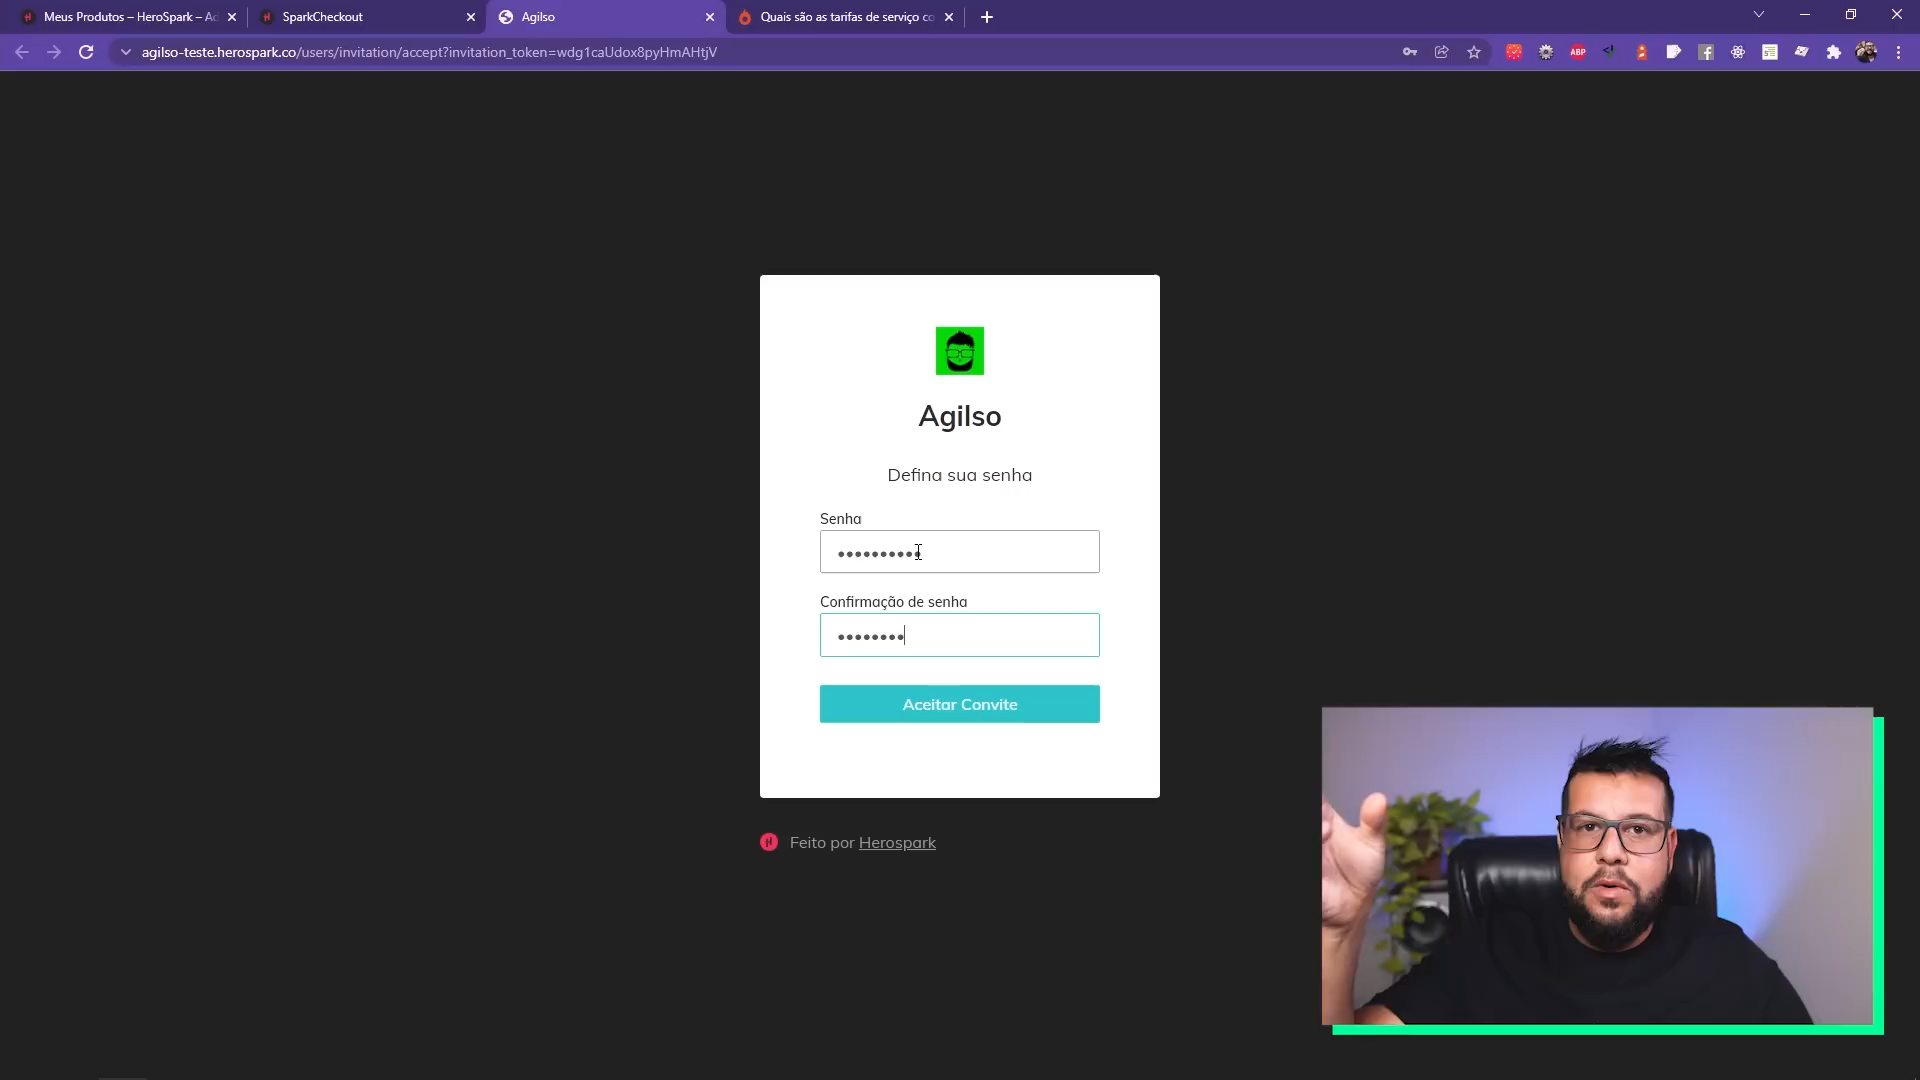 Meus Produtos – HeroSpark – Ad
SparkCheckout
Agilso
Quais são as tarifas de serviço co
agilso-teste.herospark.co/users/invitation/accept?invitation_token=wdg1caUdox8pyHmAHtjV
ABP
Agilso
Defina sua senha
Senha
Confirmação de senha
Aceitar Convite
Feito por Herospark